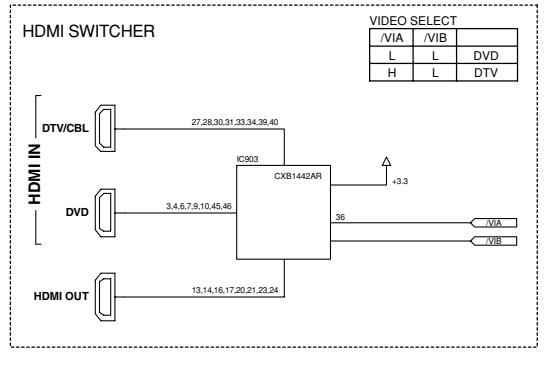 HDMI SWITCHER
VIDEO SELECT
/VIA /VIB
L L DVD
H L DTV
HDMI IN
DTV/CBL
27,28,30,31,33,34,39,40
IC903
CXB1442AR
+3.3
DVD
3,4,6,7,9,10,45,46
36
/VIA
/VIB
HDMI OUT
13,14,16,17,20,21,23,24